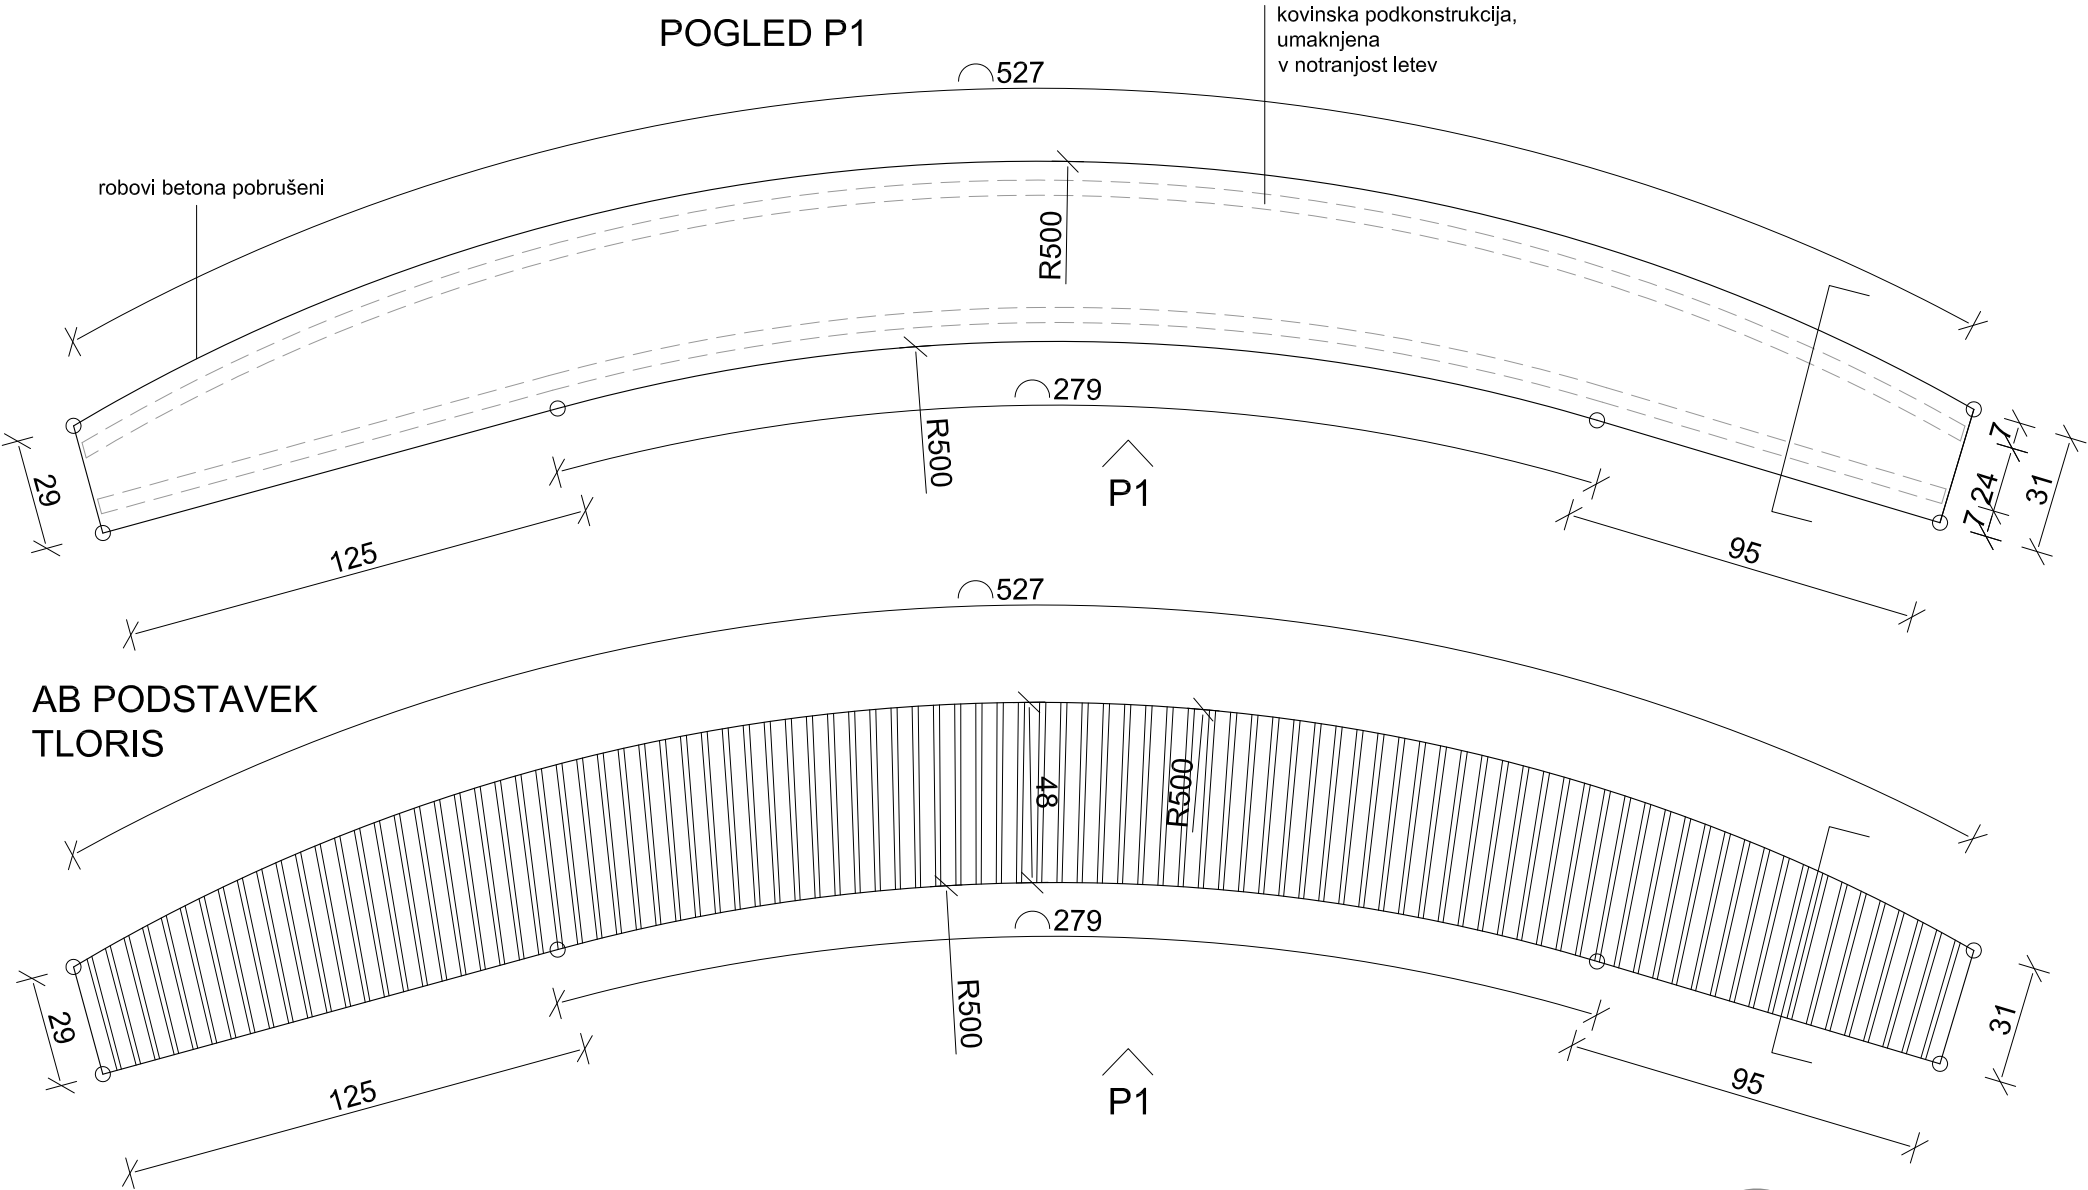 POGLED P1
kovinska podkonstrukcija,
umaknjena
v notranjost letev
527
robovi betona pobrušeni
R500
279
R500
P1
29
7
24
7
31
125
95
527
AB PODSTAVEK
TLORIS
48
R500
279
R500
P1
29
31
125
95